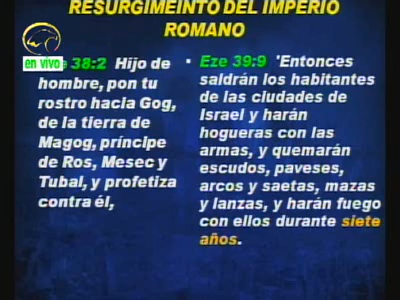 RESURGIMEINTO DEL IMPERIO
ROMANO
en vivo
38:2 Hijo de
hombre, pon tu
rostro hacia Gog,
de la tierra de
Magog, príncipe
de Ros, Mesec y
Tubal, y profetiza
contra él,
Eze 39:9 'Entonces
saldrán los habitantes
de las ciudades de
Israel y harán
hogueras con las
armas, y quemarán
escudos, paveses,
arcos y saetas, mazas
y lanzas, y harán fuego
con ellos durante siete
años.